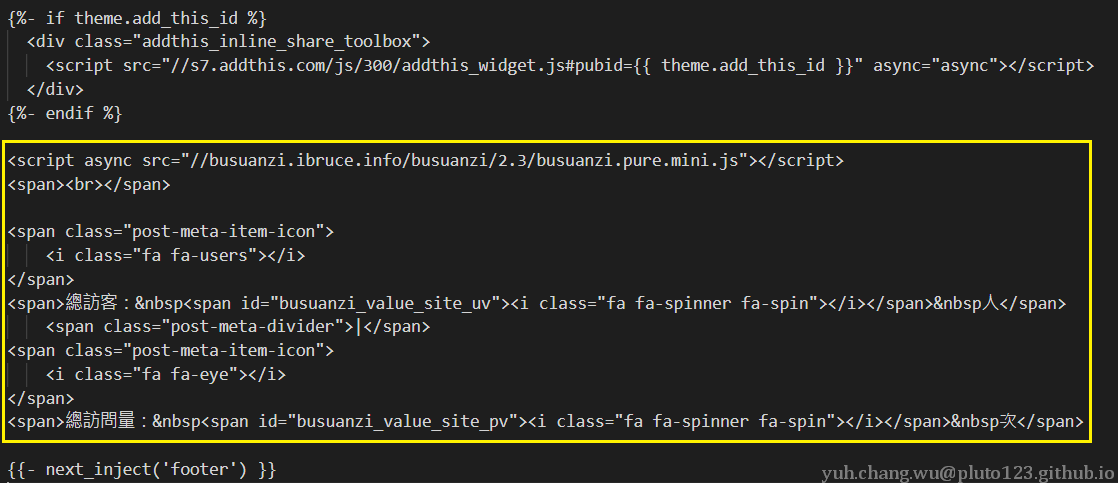 {%- if theme.add_this_id %}
<div class="addthis_inline_share_toolbox">
<script src="//s7.addthis.com/js/300/addthis_widget.js#pubid={{ theme.add_this_id }}" async="async"></script>
</div>
{%- endif %}
<script async src="//busuanzi.ibruce.info/busuanzi/2.3/busuanzi.pure.mini.js"></script>
<span><br></span>
<span class="post-meta-item-icon">
<i class="fa fa-users"></i>
</span>
<span>總訪客：&nbsp<span id="busuanzi_value_site_uv"><i class="fa fa-spinner fa-spin"></i></span>&nbsp人</span>
<span class="post-meta-divider">|</span>
<span class="post-meta-item-icon">
<i class="fa fa-eye"></i>
</span>
<span>總訪問量：&nbsp<span id="busuanzi_value_site_pv"><i class="fa fa-spinner fa-spin"></i></span>&nbsp次</span>
{{- next_inject('footer') }}
yuh.chang.wu@pluto123.github.io